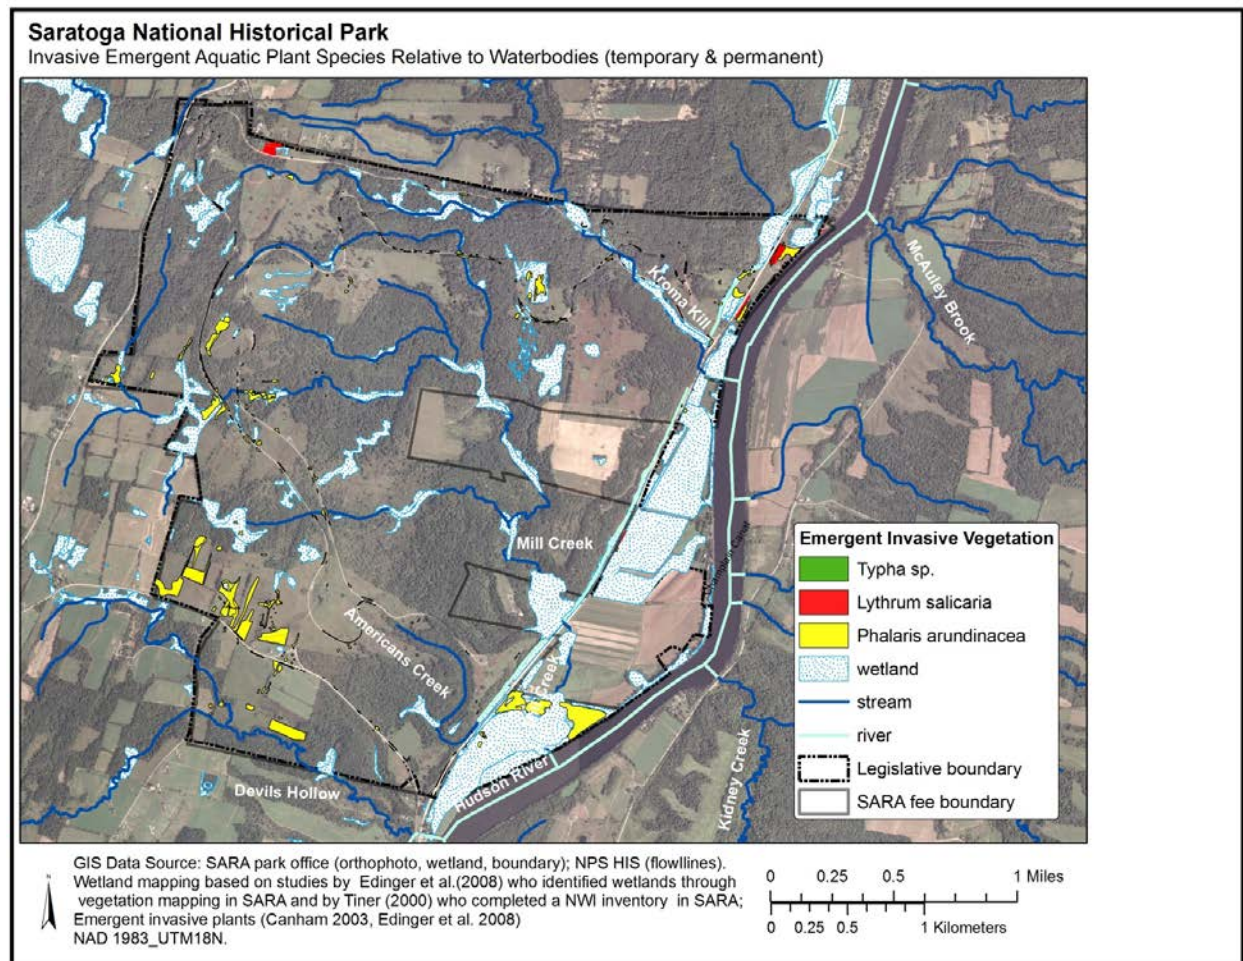 Saratoga National Historical Park
Invasive Emergent Aquatic Plant Species Relative to Waterbodies (temporary & permanent)
McAuley Brook
Kroma Kill
Mill Creek
Champlain Canal
Americans Creek
Creek
Hudson River
Devils Hollow
Kidney Creek
Emergent Invasive Vegetation
Typha sp.
Lythrum salicaria
Phalaris arundinacea
wetland
stream
river
Legislative boundary
SARA fee boundary
N
GIS Data Source: SARA park office (orthophoto, wetland, boundary); NPS HIS (flowllines).
Wetland mapping based on studies by Edinger et al.(2008) who identified wetlands through
vegetation mapping in SARA and by Tiner (2000) who completed a NWI inventory in SARA;
Emergent invasive plants (Canham 2003, Edinger et al. 2008)
NAD 1983_UTM18N.
0 0.25 0.5 1 Miles
0 0.25 0.5 1 Kilometers